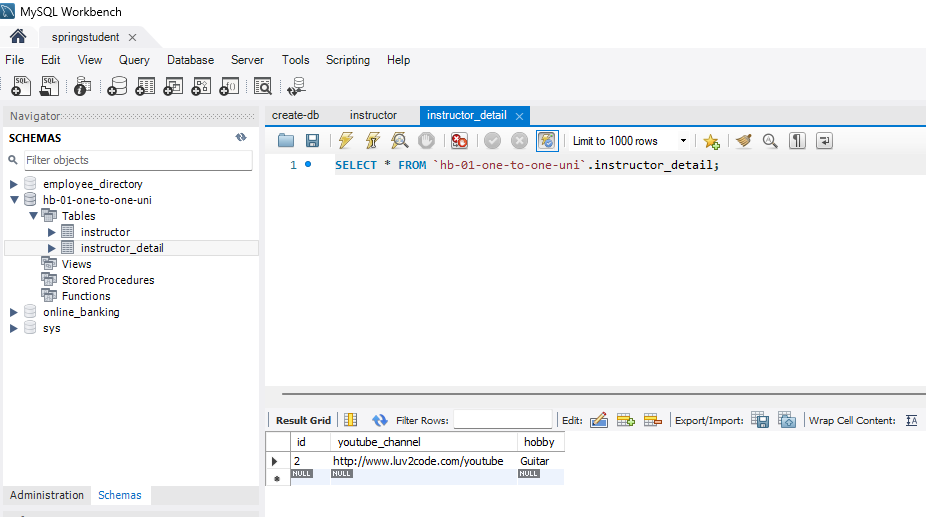 MySQL Workbench
springstudent
File Edit View Query Database Server Tools Scripting Help
SQL SQL
Navigator
SCHEMAS
Filter objects
employee_directory
hb-01-one-to-one-uni
Tables
instructor
instructor_detail
Views
Stored Procedures
Functions
online_banking
sys
Administration Schemas
create-db instructor instructor_detail
Limit to 1000 rows
1 SELECT * FROM `hb-01-one-to-one-uni`.instructor_detail;
Result Grid Filter Rows: Edit: Export/Import: Wrap Cell Content:
id youtube_channel hobby
2 http://www.luv2code.com/youtube Guitar
NULL NULL NULL